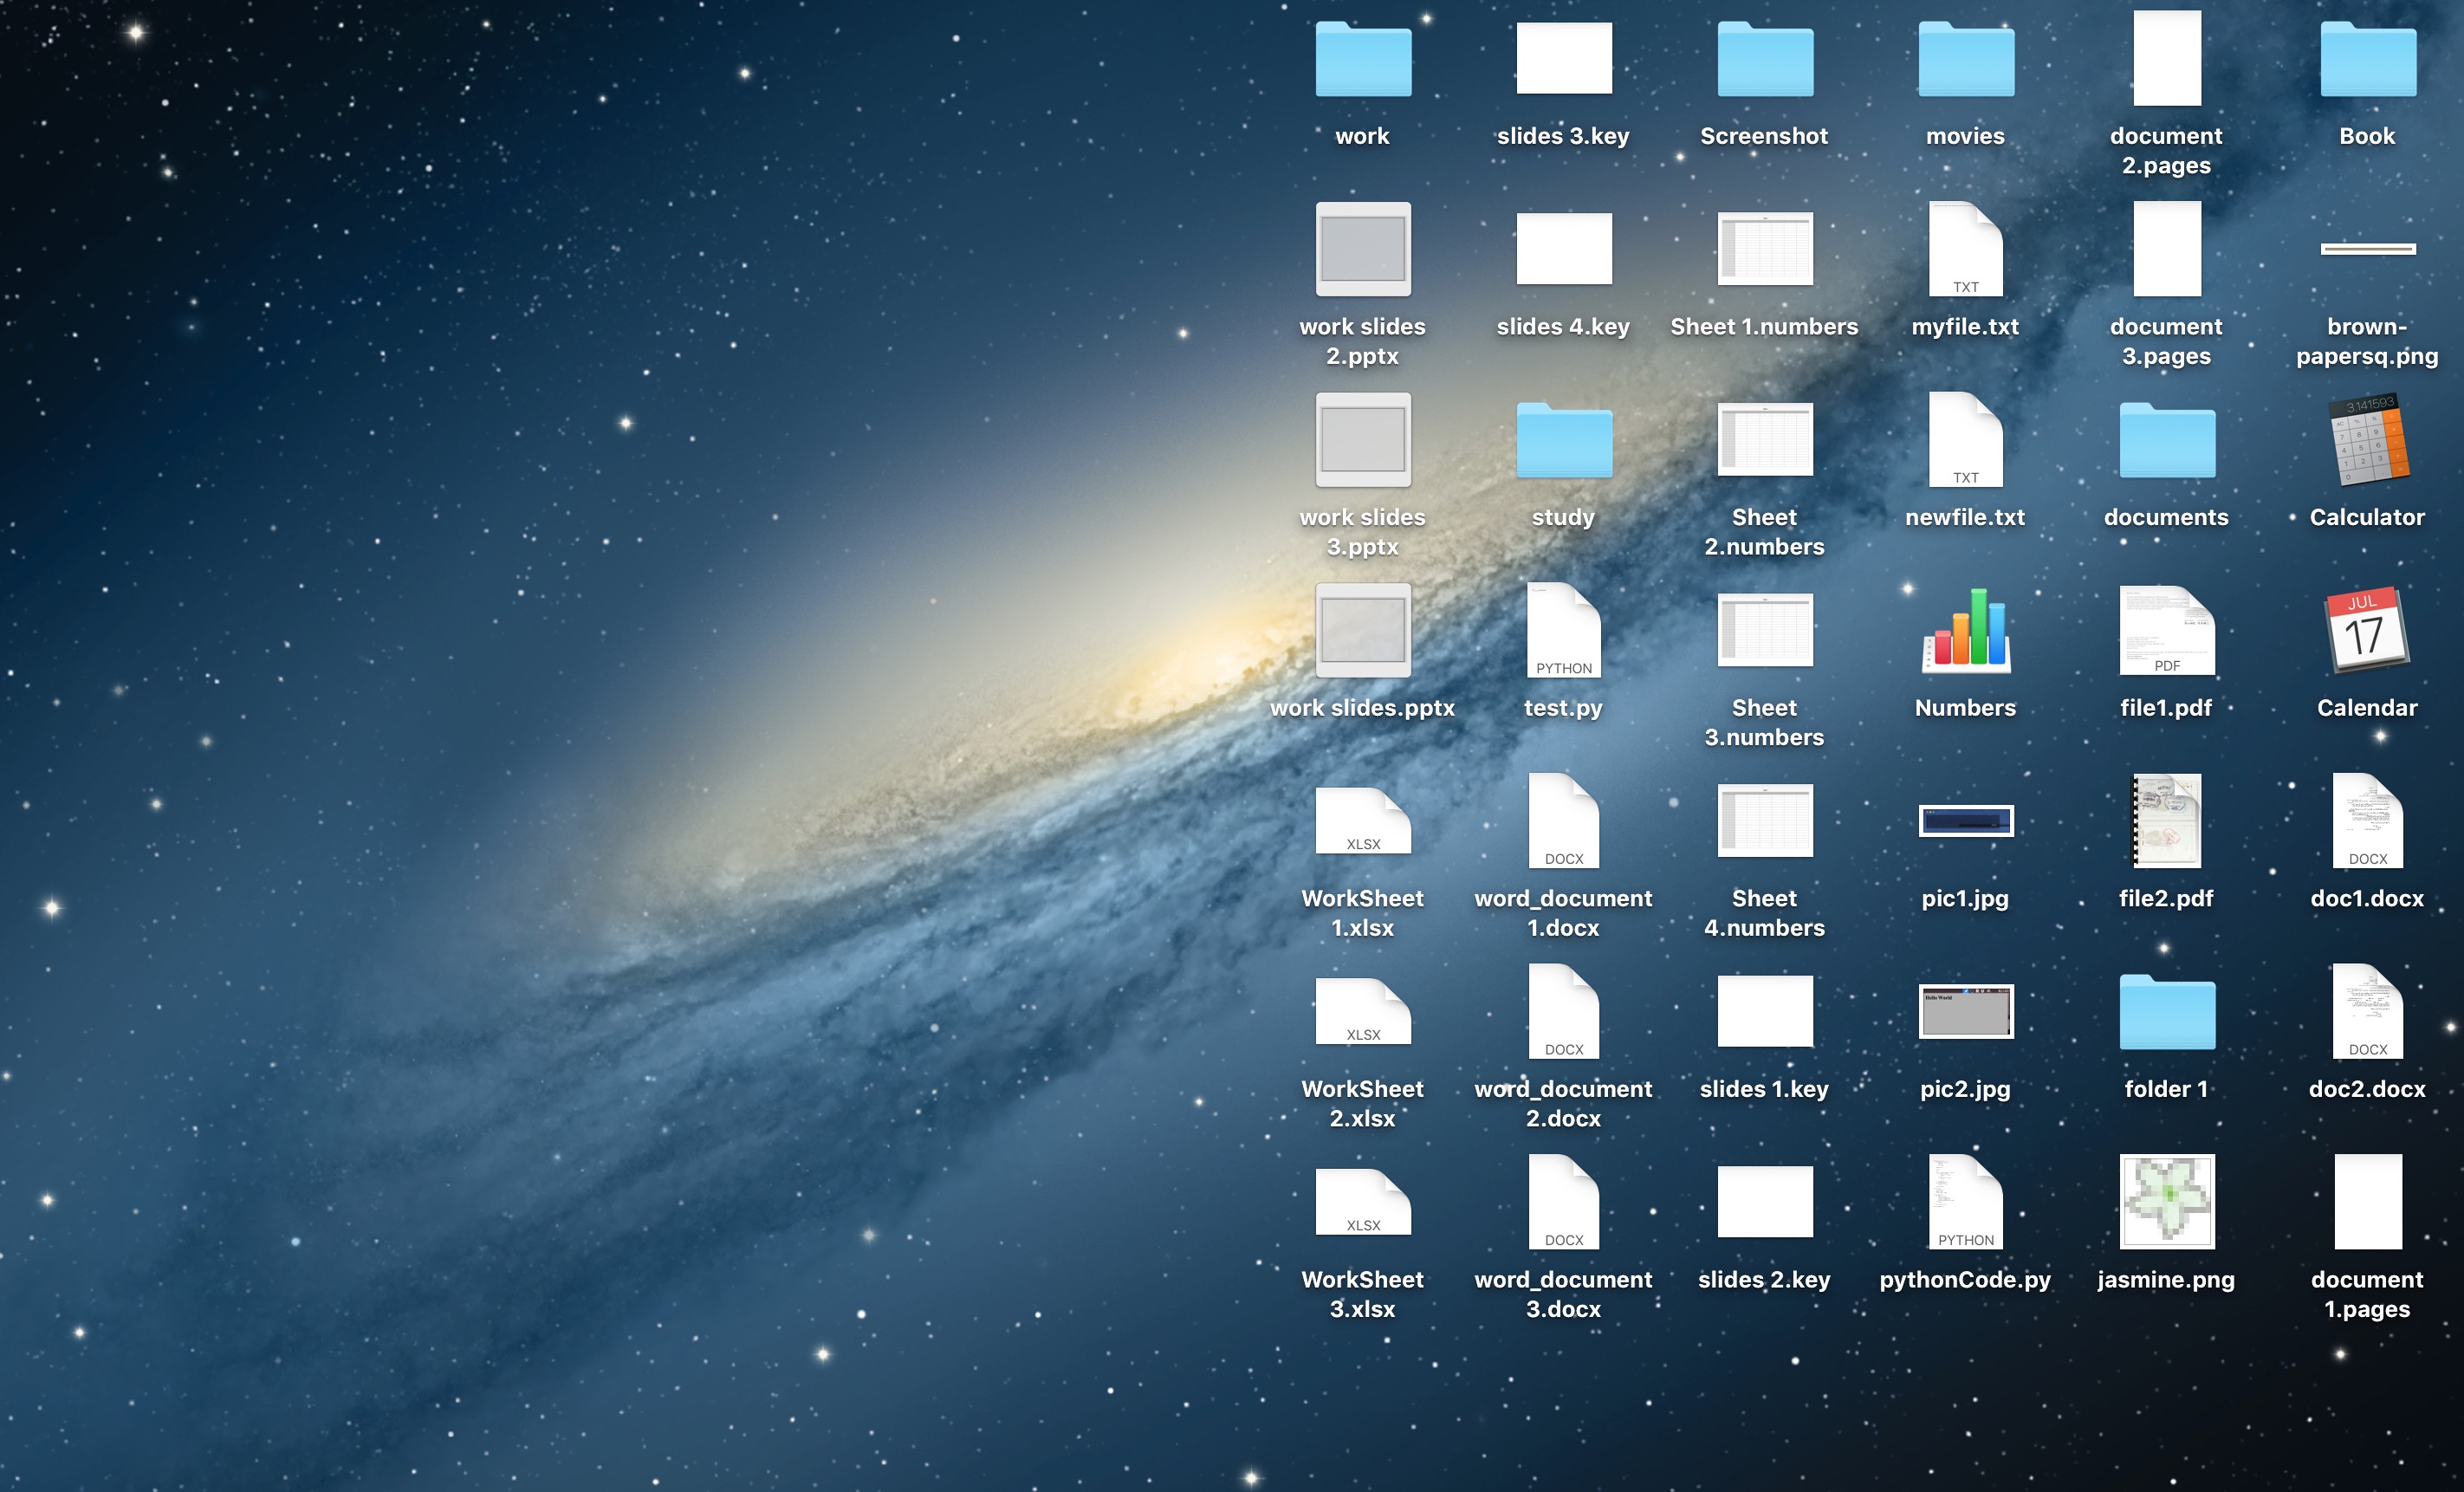 work
slides 3.key
Screenshot
movies
document
2.pages
Book
TXT
work slides
2.pptx
slides 4.key
Sheet 1.numbers
myfile.txt
document
3.pages
brown-
papersq.png
3.141593
TXT
work slides
3.pptx
study
Sheet
2.numbers
newfile.txt
documents
Calculator
JUL
17
PYTHON
PDF
work slides.pptx
test.py
Sheet
3.numbers
Numbers
file1.pdf
Calendar
XLSX
DOCX
DOCX
WorkSheet
1.xlsx
word_document
1.docx
Sheet
4.numbers
pic1.jpg
file2.pdf
doc1.docx
Hello World
XLSX
DOCX
DOCX
WorkSheet
2.xlsx
word_document
2.docx
slides 1.key
pic2.jpg
folder 1
doc2.docx
XLSX
DOCX
PYTHON
WorkSheet
3.xlsx
word_document
3.docx
slides 2.key
pythonCode.py
jasmine.png
document
1.pages